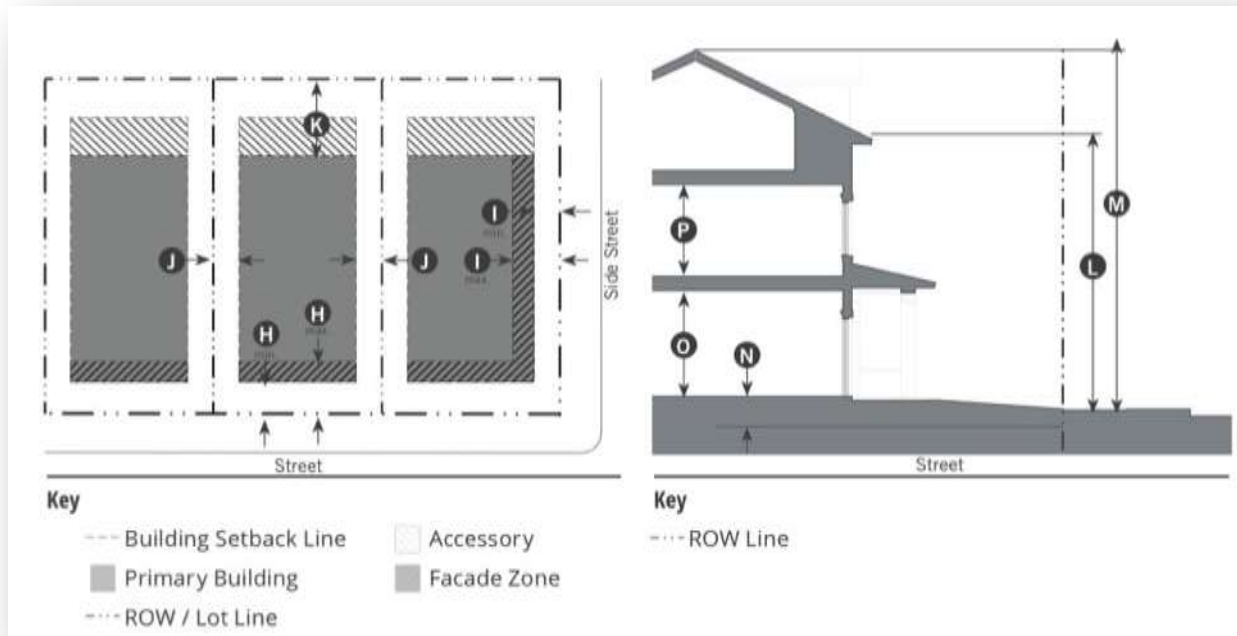 K
I
min.
J
J
I
max.
H
min.
H
max.
Side Street
Street
Key
Building Setback Line
Accessory
Primary Building
Facade Zone
ROW / Lot Line
M
P
L
O
N
Street
Key
ROW Line